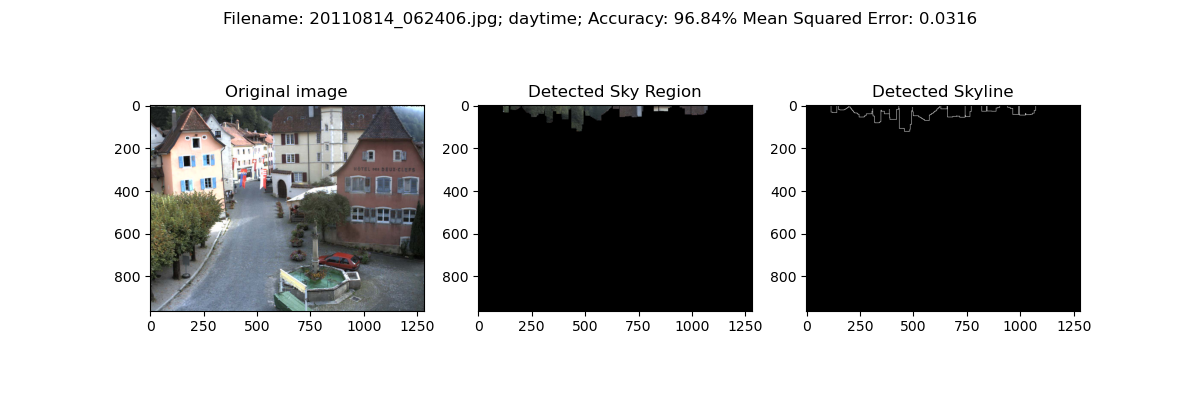 Filename: 20110814_062406.jpg; daytime; Accuracy: 96.84% Mean Squared Error: 0.0316
Original image
Detected Sky Region
Detected Skyline
0
200
400
600
800
0 250 500 750 1000 1250
0
200
400
600
800
0 250 500 750 1000 1250
0
200
400
600
800
0 250 500 750 1000 1250